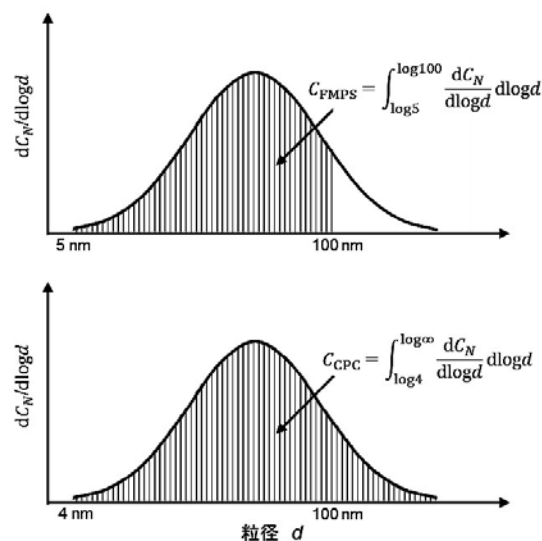 dC_N/dlogd
C_FMPS = ∫_{log5}^{log100} dC_N/dlogd dlogd
5 nm
100 nm
dC_N/dlogd
C_CPC = ∫_{log4}^{log∞} dC_N/dlogd dlogd
4 nm
100 nm
粒径 d